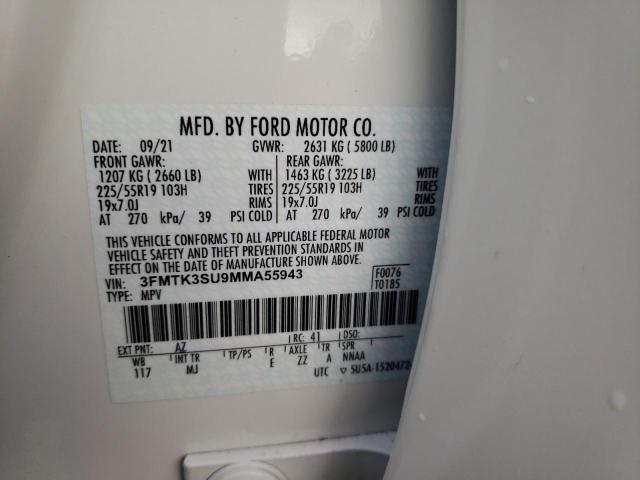 MFD. BY FORD MOTOR CO.
DATE: 09/21 GVWR: 2631 KG ( 5800 LB)
FRONT GAWR: REAR GAWR:
1207 KG ( 2660 LB) WITH 1463 KG ( 3225 LB) WITH
225/55R19 103H TIRES 225/55R19 103H TIRES
19x7.0J RIMS 19x7.0J RIMS
AT 270 kPa/ 39 PSI COLD AT 270 kPa/ 39 PSI COLD
THIS VEHICLE CONFORMS TO ALL APPLICABLE FEDERAL MOTOR
VEHICLE SAFETY AND THEFT PREVENTION STANDARDS IN
EFFECT ON THE DATE OF MANUFACTURE SHOWN ABOVE.
VIN: 3FMTK3SU9MMA55943 F0076
TYPE: MPV T0185
EXT PNT: AZ RC: 41 DSO:
WB INT TR TP/PS R AXLE TR SPR
117 MJ E ZZ A NNAA
UTC 5U5A-1520472-